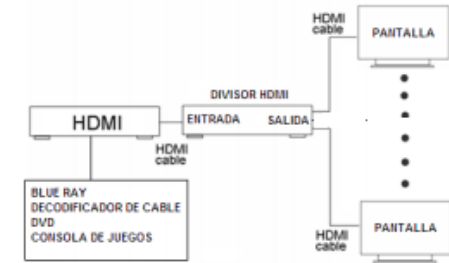 HDMI
cable
PANTALLA
DIVISOR HDMI
HDMI
ENTRADA
SALIDA
HDMI
cable
BLUE RAY
DECODIFICADOR DE CABLE
DVD
CONSOLA DE JUEGOS
HDMI
cable
PANTALLA